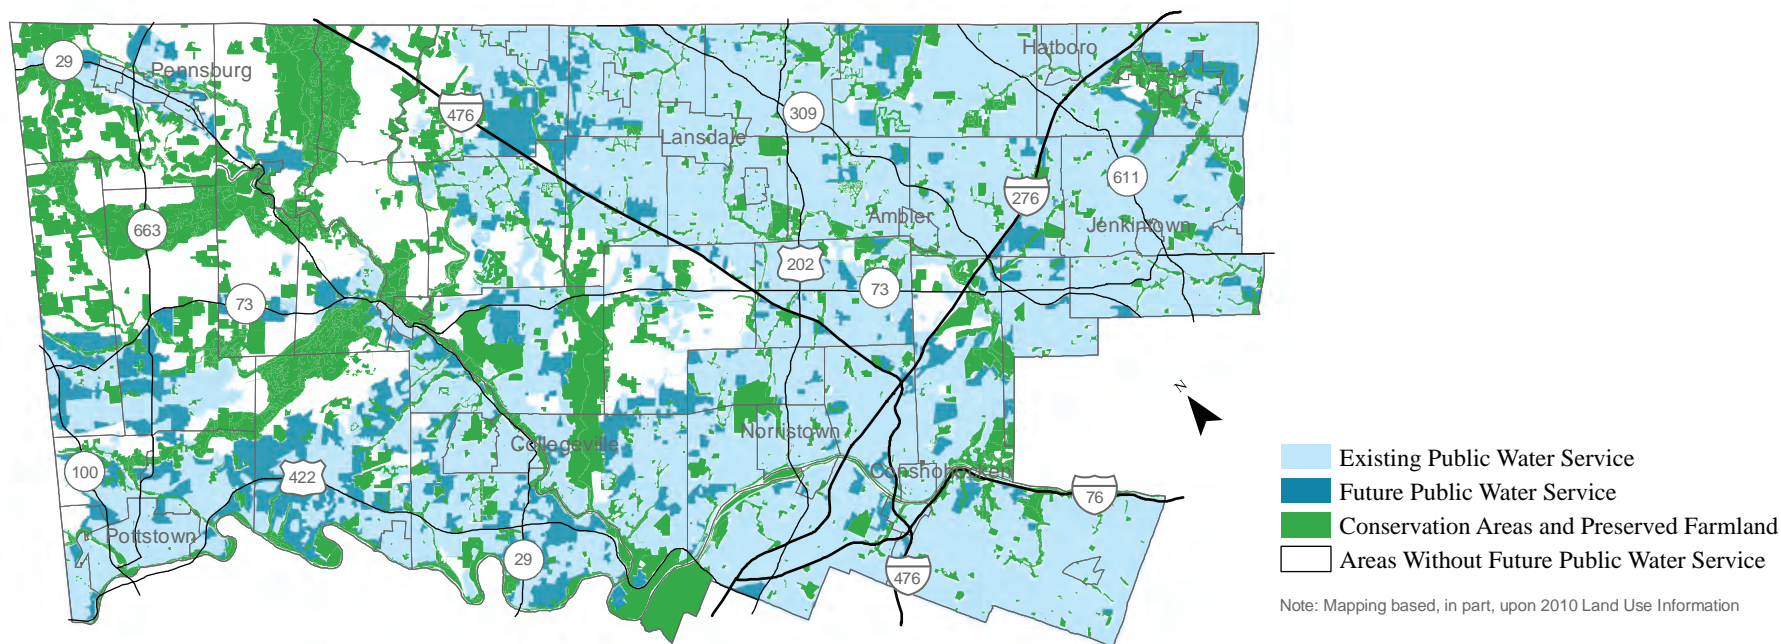 29
Pennsburg
Hatboro
476
309
Lansdale
611
276
663
Ambler
Jenkintown
202
73
73
Collegeville
Norristown
100
422
Conshohocken
76
Pottstown
29
476
N
Existing Public Water Service
Future Public Water Service
Conservation Areas and Preserved Farmland
Areas Without Future Public Water Service
Note: Mapping based, in part, upon 2010 Land Use Information